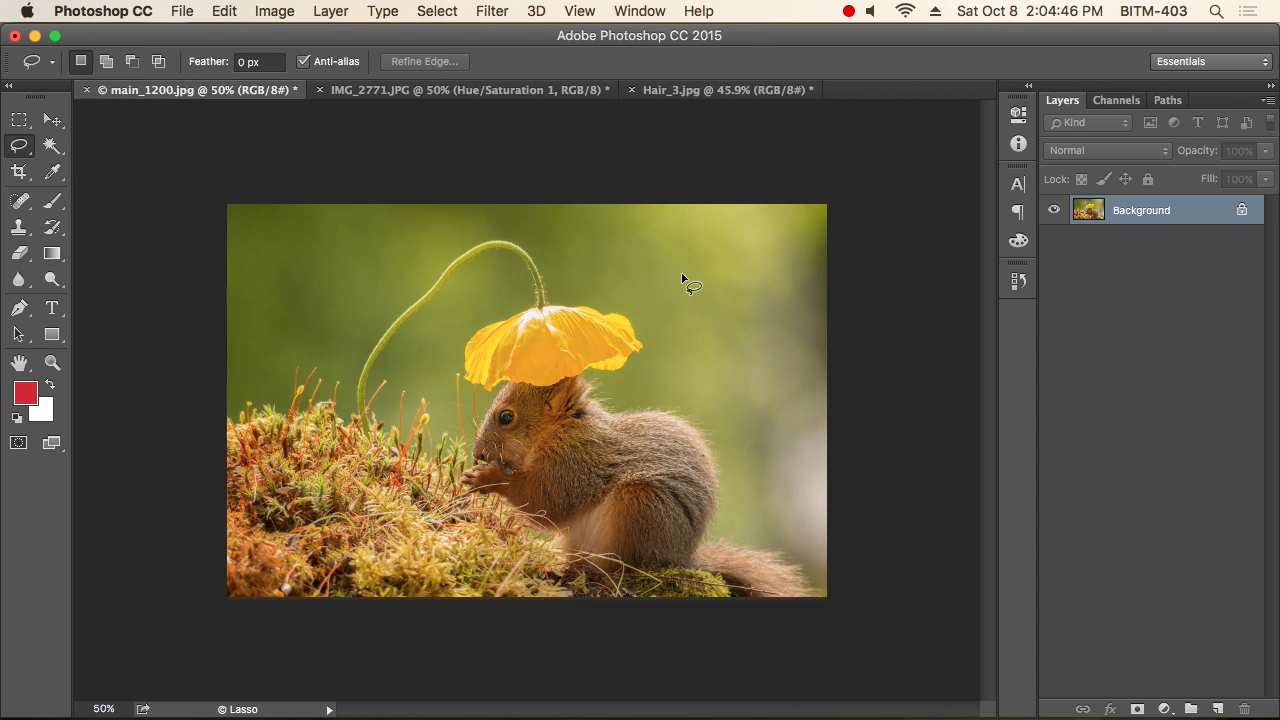 Photoshop CC File Edit Image Layer Type Select Filter 3D View Window Help Sat Oct 8 2:04:46 PM BITM-403
Adobe Photoshop CC 2015
Feather: 0 px Anti-alias Refine Edge... Essentials
© main_1200.jpg @ 50% (RGB/8#) * IMG_2771.JPG @ 50% (Hue/Saturation 1, RGB/8) * Hair_3.jpg @ 45.9% (RGB/8#) *
Layers Channels Paths
Kind
Normal Opacity: 100%
Lock: Fill: 100%
Background
50% © Lasso